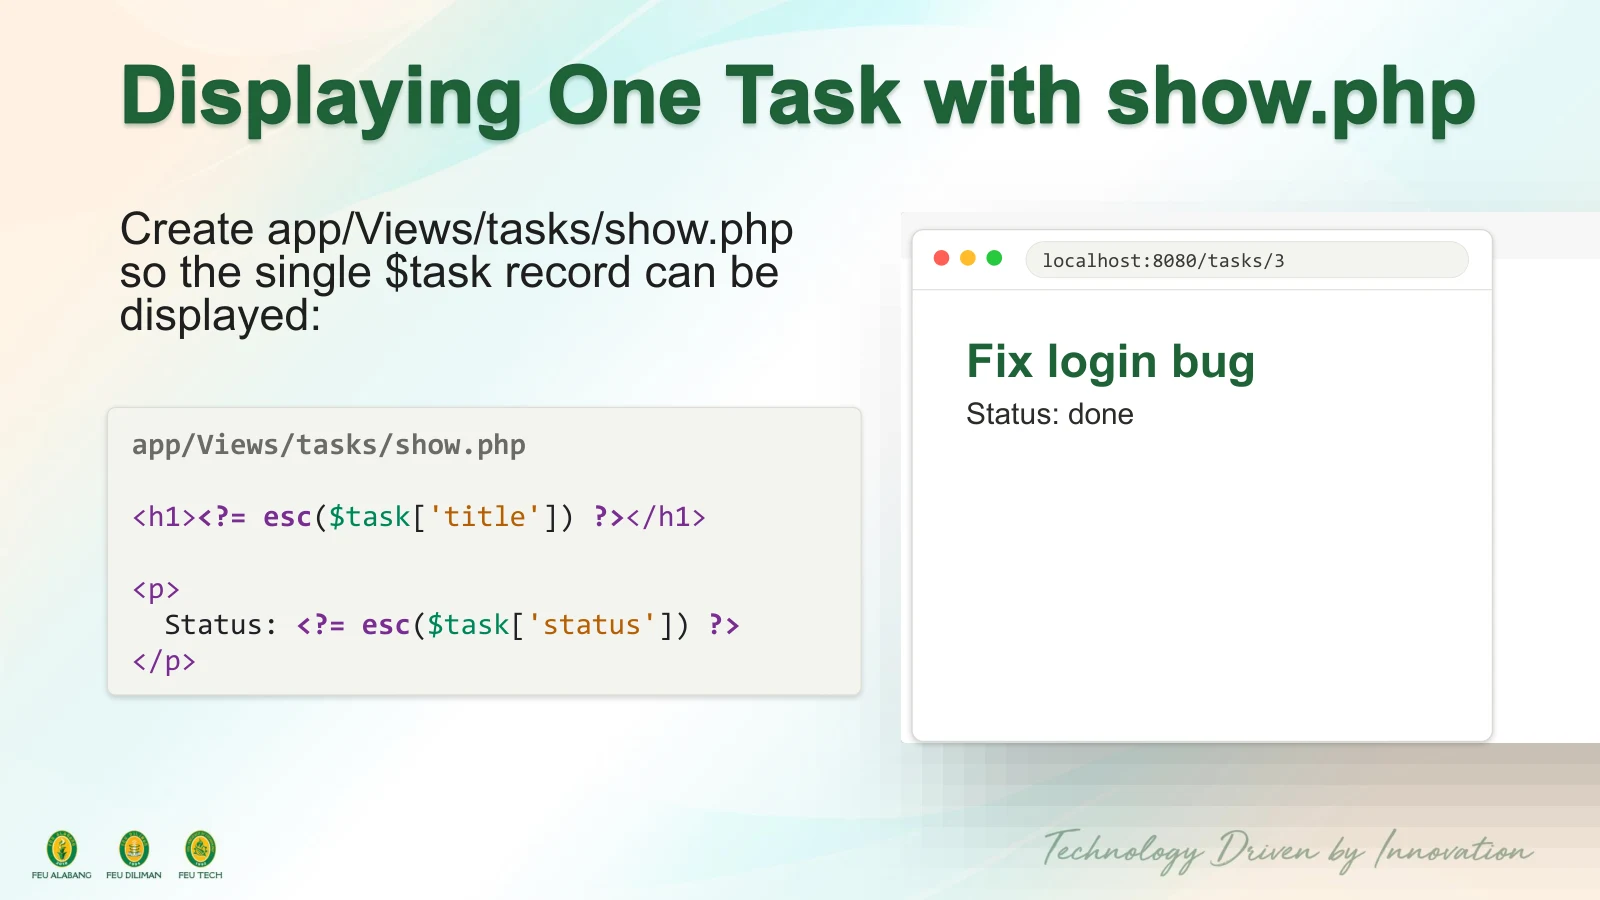 Displaying One Task with show.php
Create app/Views/tasks/show.php
so the single $task record can be
displayed:
app/Views/tasks/show.php
<h1><?= esc($task['title']) ?></h1>
<p>
Status: <?= esc($task['status']) ?>
</p>
localhost:8080/tasks/3
Fix login bug
Status: done
FEU ALABANG
FEU DILIMAN
FEU TECH
Technology Driven by Innovation